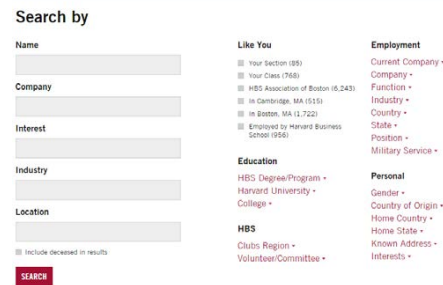 Search by
Name
Company
Interest
Industry
Location
Include deceased in results
SEARCH
Like You
Your Section (85)
Your Class (768)
HBS Association of Boston (6,243)
In Cambridge, MA (515)
In Boston, MA (1,722)
Employed by Harvard Business
School (956)
Education
HBS Degree/Program
Harvard University
College
HBS
Clubs Region
Volunteer/Committee
Employment
Current Company
Company
Function
Industry
Country
State
Position
Military Service
Personal
Gender
Country of Origin
Home Country
Home State
Known Address
Interests